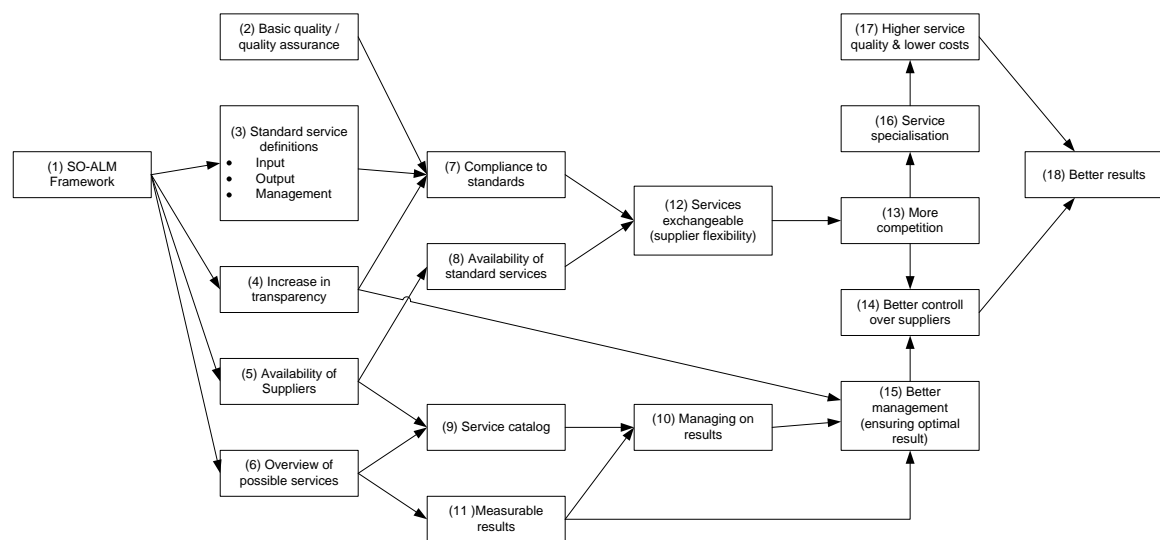 (1) SO-ALM
Framework
(2) Basic quality /
quality assurance
(3) Standard service
definitions
• Input
• Output
• Management
(4) Increase in
transparency
(5) Availability of
Suppliers
(6) Overview of
possible services
(7) Compliance to
standards
(8) Availability of
standard services
(9) Service catalog
(11 )Measurable
results
(12) Services
exchangeable
(supplier flexibility)
(10) Managing on
results
(17) Higher service
quality & lower costs
(16) Service
specialisation
(13) More
competition
(14) Better controll
over suppliers
(15) Better
management
(ensuring optimal
result)
(18) Better results